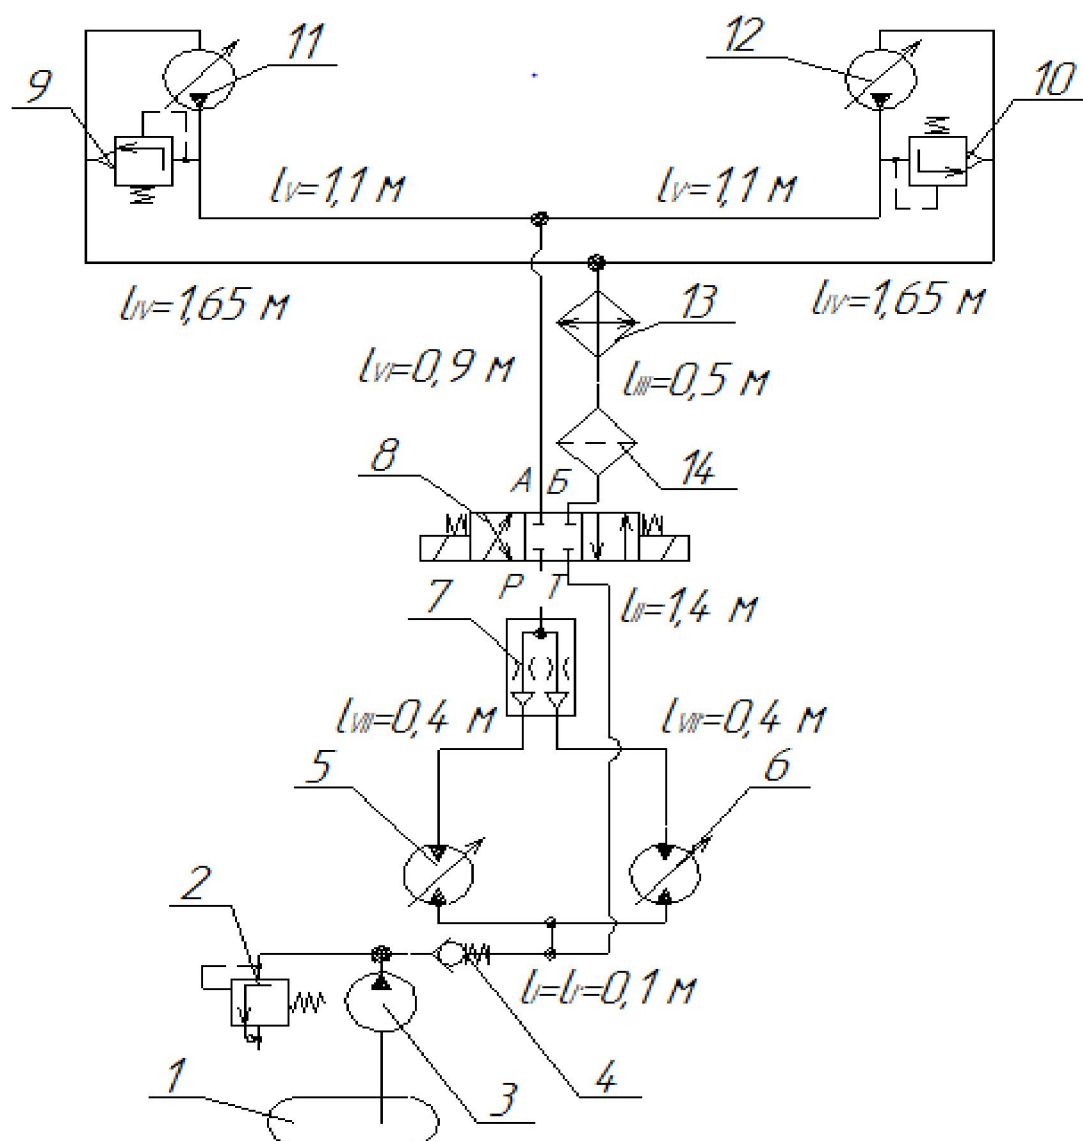 11
12
9
10
lV=1,1 м
lV'=1,1 м
lIV=1,65 м
13
lIV'=1,65 м
lVI=0,9 м
lIII=0,5 м
8
А Б
14
Р Т
7
lII=1,4 м
lVII=0,4 м
lVII'=0,4 м
5
6
2
lI=lI'=0,1 м
1
3
4